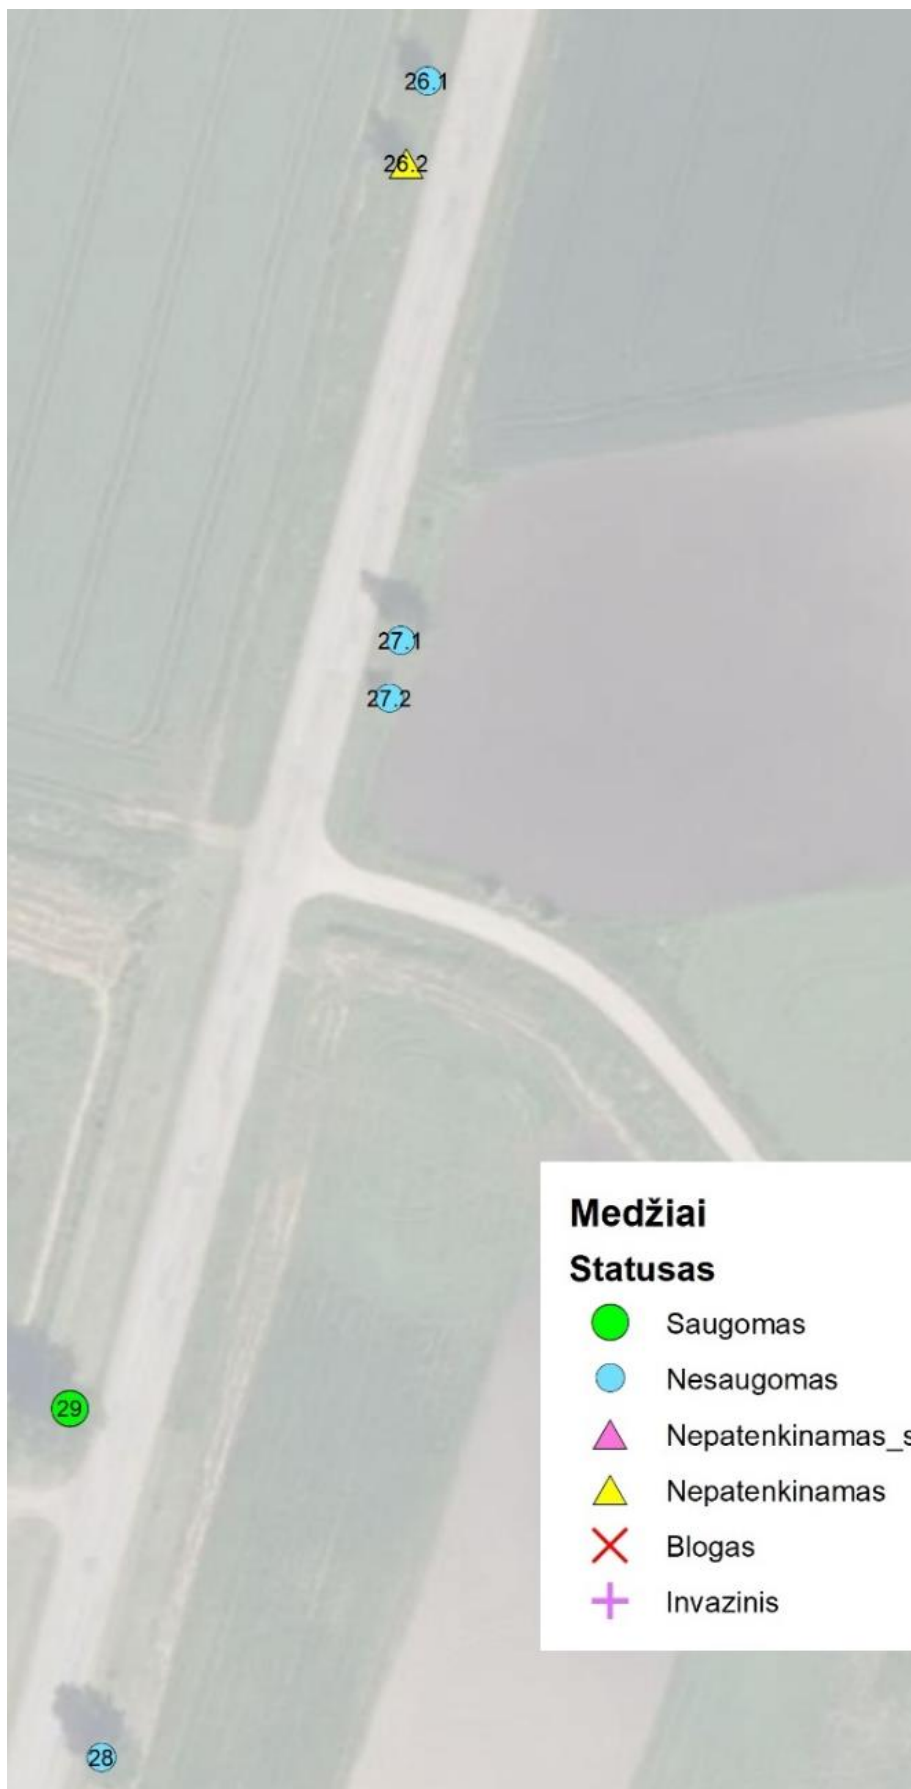 26.1
26.2
27.1
27.2
Medžiai
Statusas
Saugomas
Nesaugomas
Nepatenkinamas_s
Nepatenkinamas
Blogas
Invazinis
29
28